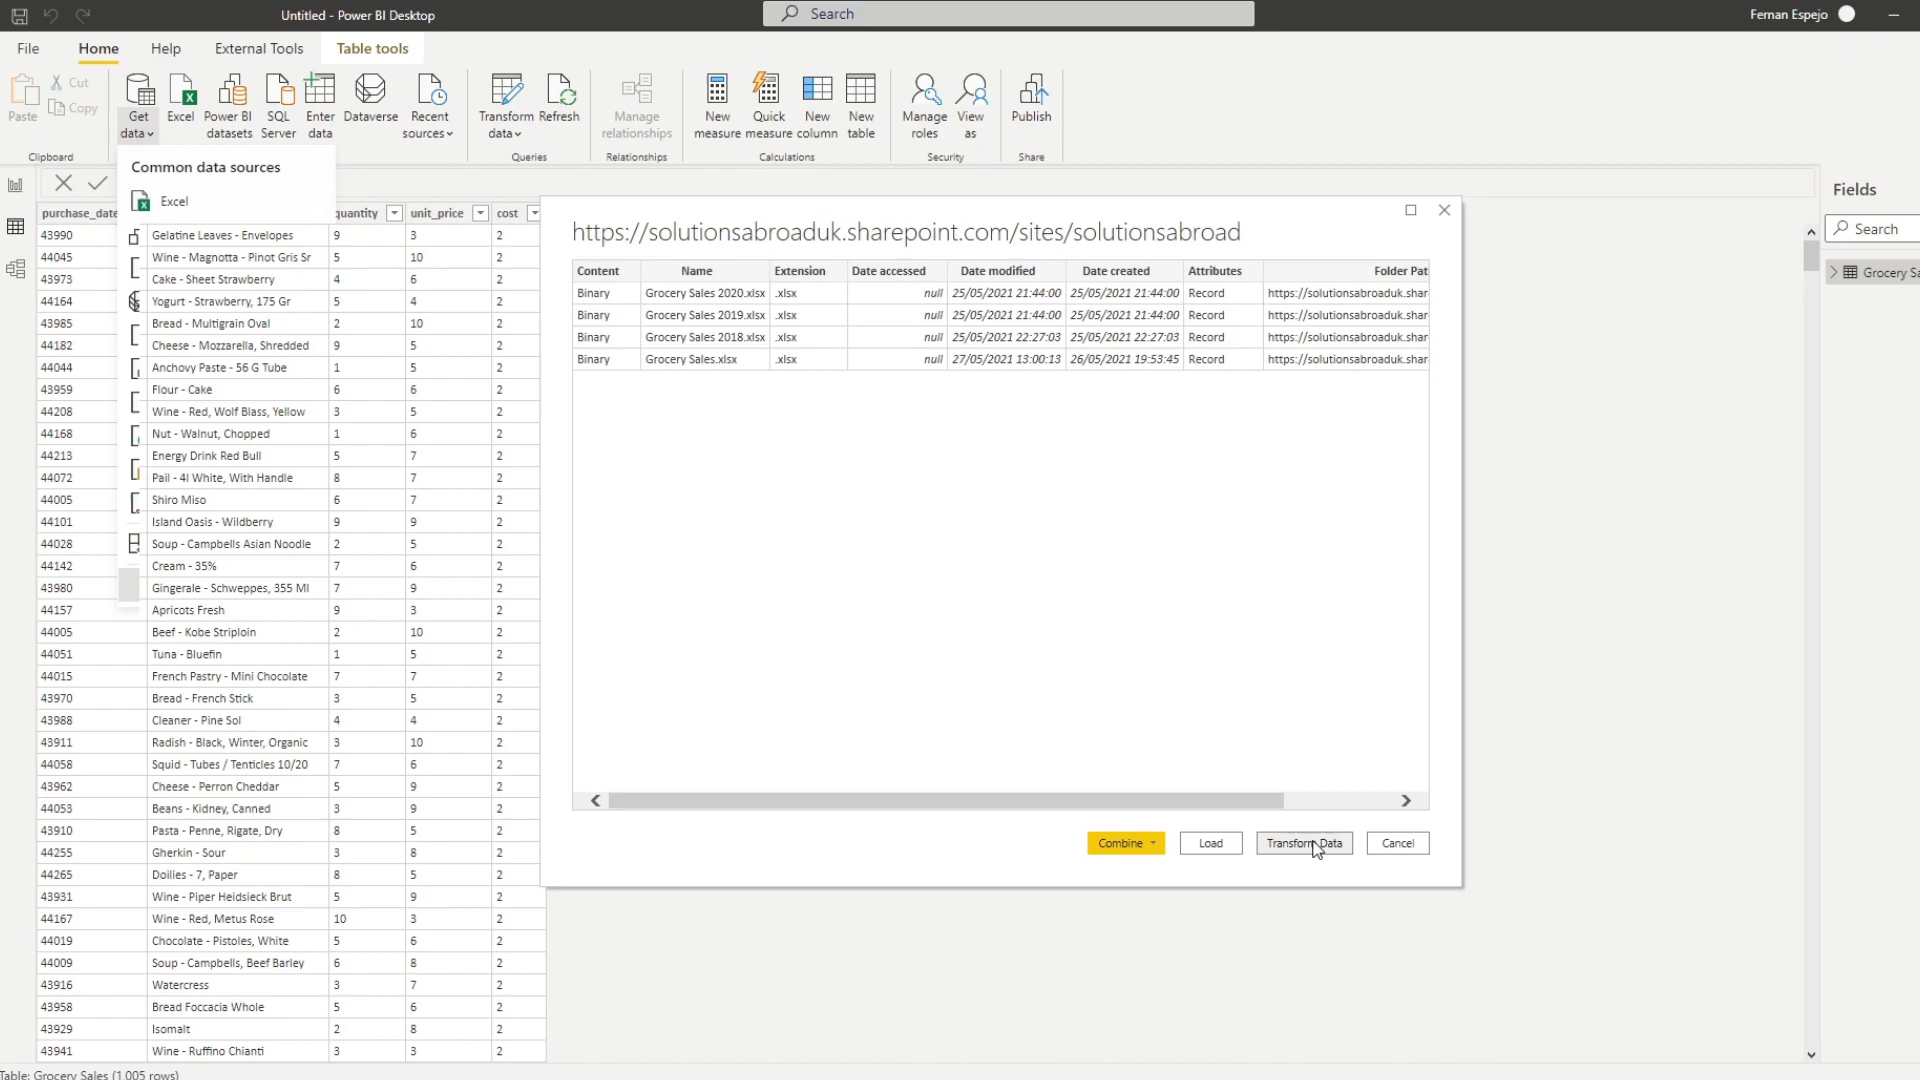 Untitled - Power BI Desktop
Search
Fernan Espejo
File Home Help External Tools Table tools
Paste
Cut
Copy
Clipboard
Get data
Excel
Power BI datasets
SQL Server
Enter data
Dataverse
Recent sources
Transform data
Refresh
Queries
Manage relationships
Relationships
New measure
Quick measure
New column
New table
Calculations
Manage roles
View as
Security
Publish
Share
Common data sources
Excel
purchase_date quantity unit_price cost
43990 Gelatine Leaves - Envelopes 9 3 2
44045 Wine - Magnotta - Pinot Gris Sr 5 10 2
43973 Cake - Sheet Strawberry 4 6 2
44164 Yogurt - Strawberry, 175 Gr 5 4 2
43985 Bread - Multigrain Oval 2 10 2
44182 Cheese - Mozzarella, Shredded 9 5 2
44044 Anchovy Paste - 56 G Tube 1 5 2
43959 Flour - Cake 6 6 2
44208 Wine - Red, Wolf Blass, Yellow 3 5 2
44168 Nut - Walnut, Chopped 1 6 2
44213 Energy Drink Red Bull 5 7 2
44072 Pail - 4l White, With Handle 8 7 2
44005 Shiro Miso 6 7 2
44101 Island Oasis - Wildberry 9 9 2
44028 Soup - Campbells Asian Noodle 2 5 2
44142 Cream - 35% 7 6 2
43980 Gingerale - Schweppes, 355 Ml 7 9 2
44157 Apricots Fresh 9 3 2
44005 Beef - Kobe Striploin 2 10 2
44051 Tuna - Bluefin 1 5 2
44015 French Pastry - Mini Chocolate 7 7 2
43970 Bread - French Stick 3 5 2
43988 Cleaner - Pine Sol 4 4 2
43911 Radish - Black, Winter, Organic 3 10 2
44058 Squid - Tubes / Tenticles 10/20 7 6 2
43962 Cheese - Perron Cheddar 5 9 2
44053 Beans - Kidney, Canned 3 9 2
43910 Pasta - Penne, Rigate, Dry 8 5 2
44255 Gherkin - Sour 3 8 2
44265 Doilies - 7, Paper 8 5 2
43931 Wine - Piper Heidsieck Brut 5 9 2
44167 Wine - Red, Metus Rose 10 3 2
44019 Chocolate - Pistoles, White 5 6 2
44009 Soup - Campbells, Beef Barley 6 8 2
43916 Watercress 3 7 2
43958 Bread Foccacia Whole 5 6 2
43929 Isomalt 2 8 2
43941 Wine - Ruffino Chianti 3 3 2
Table: Grocery Sales (1,005 rows)
https://solutionsabroaduk.sharepoint.com/sites/solutionsabroad
Content Name Extension Date accessed Date modified Date created Attributes Folder Pat
Binary Grocery Sales 2020.xlsx .xlsx null 25/05/2021 21:44:00 25/05/2021 21:44:00 Record https://solutionsabroaduk.shar
Binary Grocery Sales 2019.xlsx .xlsx null 25/05/2021 21:44:00 25/05/2021 21:44:00 Record https://solutionsabroaduk.shar
Binary Grocery Sales 2018.xlsx .xlsx null 25/05/2021 22:27:03 25/05/2021 22:27:03 Record https://solutionsabroaduk.shar
Binary Grocery Sales.xlsx .xlsx null 27/05/2021 13:00:13 26/05/2021 19:53:45 Record https://solutionsabroaduk.shar
Combine Load Transform Data Cancel
Fields
Search
Grocery Sa